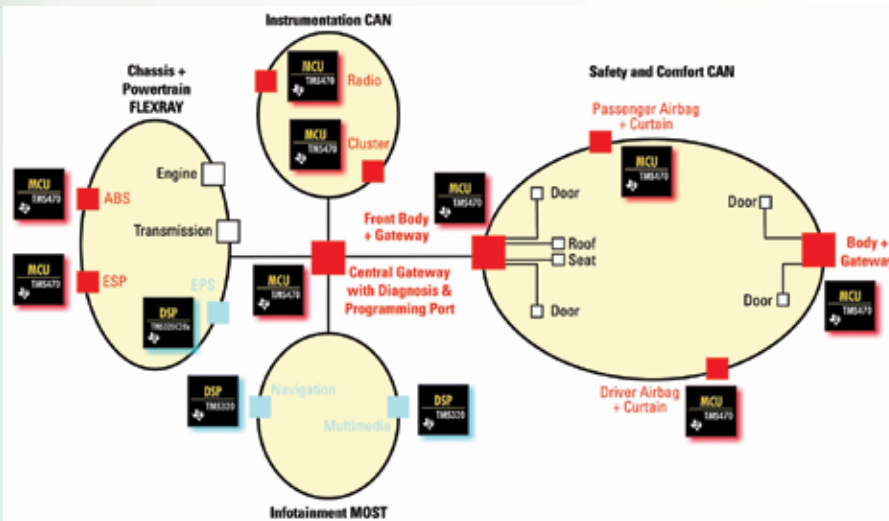 Instrumentation CAN
Chassis +
Powertrain
FLEXRAY
Safety and Comfort CAN
MCU
TMS470
Radio
MCU
TMS470
Cluster
Passenger Airbag
+ Curtain
MCU
TMS470
Engine
MCU
TMS470
ABS
Transmission
MCU
TMS470
Front Body
+ Gateway
Door
Roof
Seat
Door
Door
Door
Body +
Gateway
MCU
TMS470
MCU
TMS470
ESP
EPS
DSP
TMS320C28x
MCU
TMS470
Central Gateway
with Diagnosis &
Programming Port
DSP
TMS320
Navigation
Multimedia
DSP
TMS320
Driver Airbag
+ Curtain
MCU
TMS470
Infotainment MOST